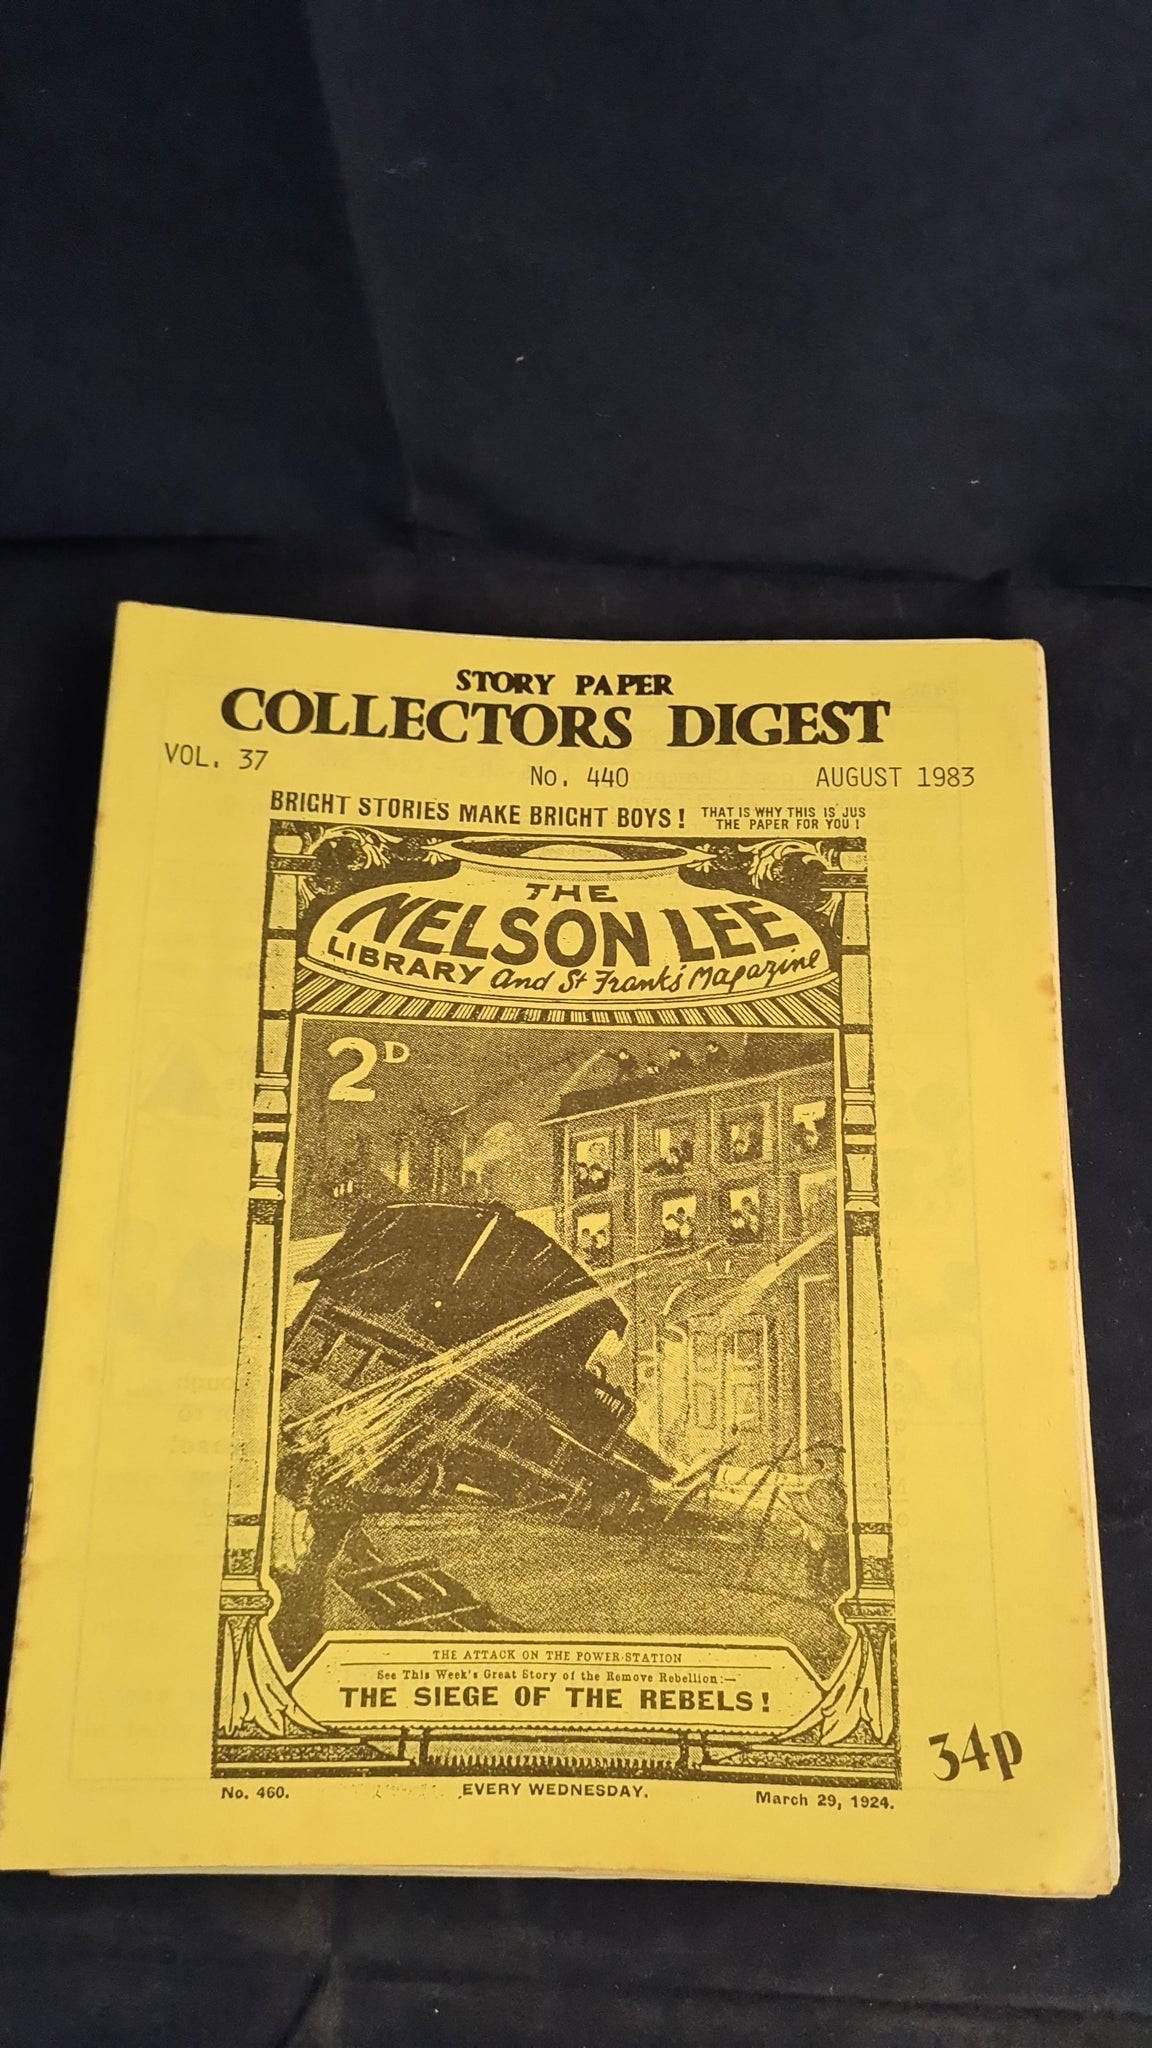 STORY PAPER
COLLECTORS DIGEST
VOL. 37
No. 440
AUGUST 1983
BRIGHT STORIES MAKE BRIGHT BOYS! THAT IS WHY THIS IS JUS
THE PAPER FOR YOU!
THE
NELSON LEE
LIBRARY and St Frank's Magazine
2D
THE ATTACK ON THE POWER-STATION
See This Week's Great Story of the Remove Rebellion:—
THE SIEGE OF THE REBELS!
34p
No. 460.
EVERY WEDNESDAY.
March 29, 1924.